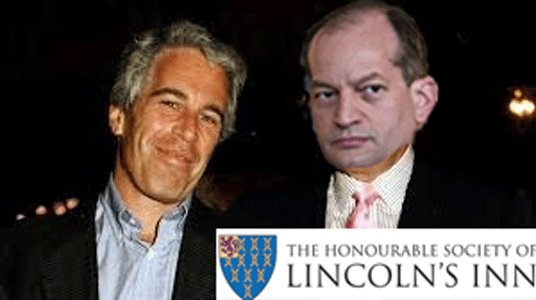 THE HONOURABLE SOCIETY OF
LINCOLN'S INN